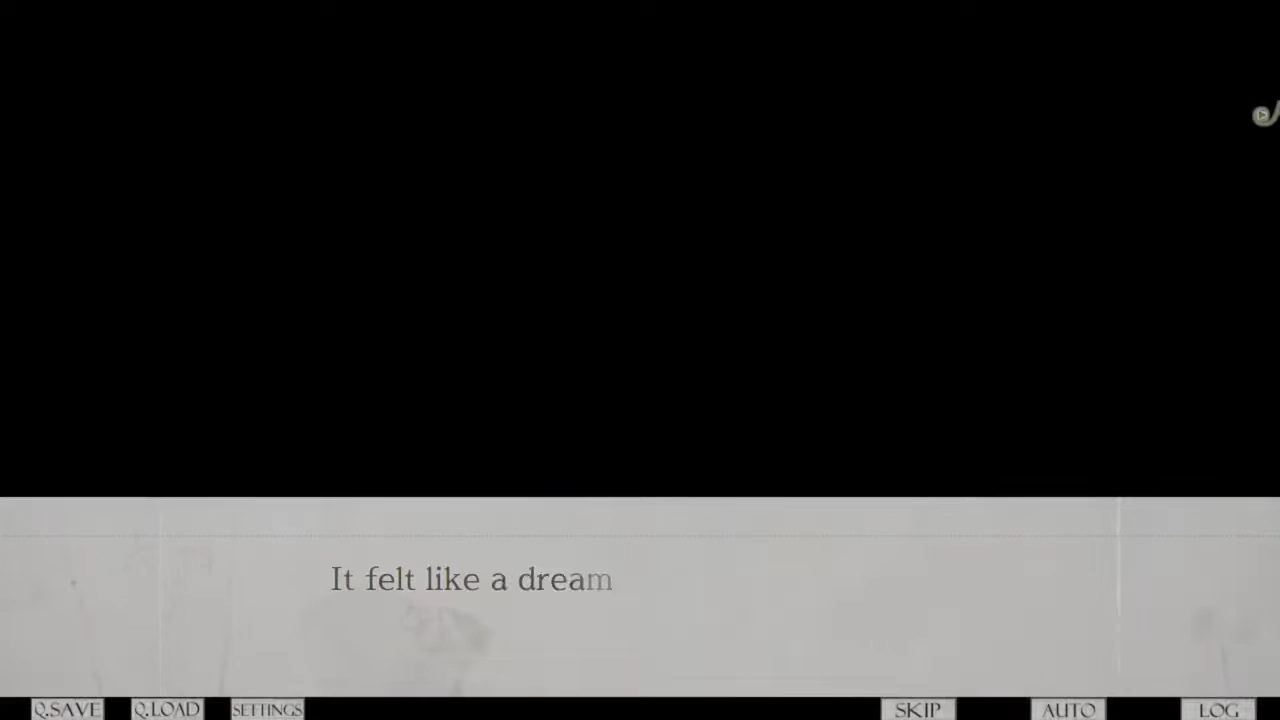 It felt like a dream
Q.SAVE
Q.LOAD
SETTINGS
SKIP
AUTO
LOG